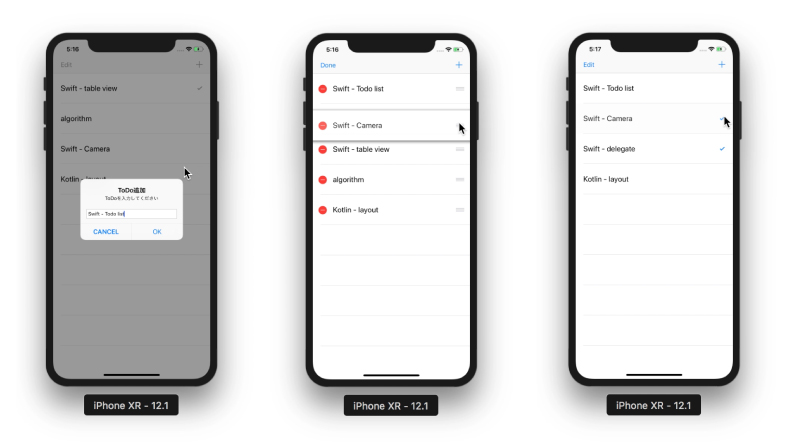 5:16
Edit
+
Swift - table view
algorithm
Swift - Camera
Kotlin - layout
ToDo追加
ToDoを入力してください
Swift - Todo list
CANCEL
OK
iPhone XR - 12.1
5:16
Done
+
Swift - Todo list
Swift - Camera
Swift - table view
algorithm
Kotlin - layout
iPhone XR - 12.1
5:17
Edit
+
Swift - Todo list
Swift - Camera
Swift - delegate
Kotlin - layout
iPhone XR - 12.1